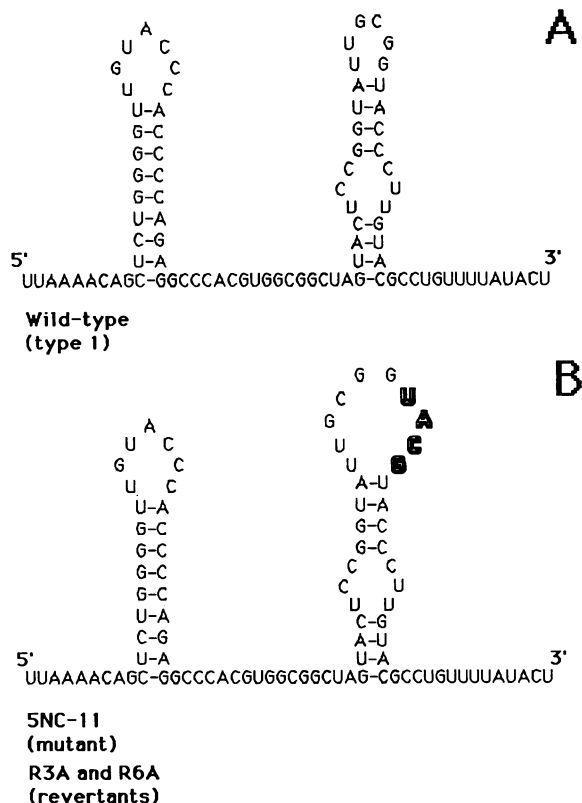 A
A
U C
G C
U C
U-A
G-C
G-C
G-C
G-C
U-A
C-G
U-A
G C
U G
U G
A-U
U-A
G-C
G-C
C C
C U
U U
C-G
A-U
U-A
5' 3'
UUAAAACAGC-GGCCCACGUGGCGGCUAG-CGCCUGUUUUAUACU
Wild-type
(type 1)
B
A
U C
G C
U C
U-A
G-C
G-C
G-C
G-C
U-A
C-G
U-A
G G
C U
G A
U C
U G
A-U
U-A
G-C
G-C
C C
C U
U U
C-G
A-U
U-A
5' 3'
UUAAAACAGC-GGCCCACGUGGCGGCUAG-CGCCUGUUUUAUACU
5NC-11
(mutant)
R3A and R6A
(revertants)